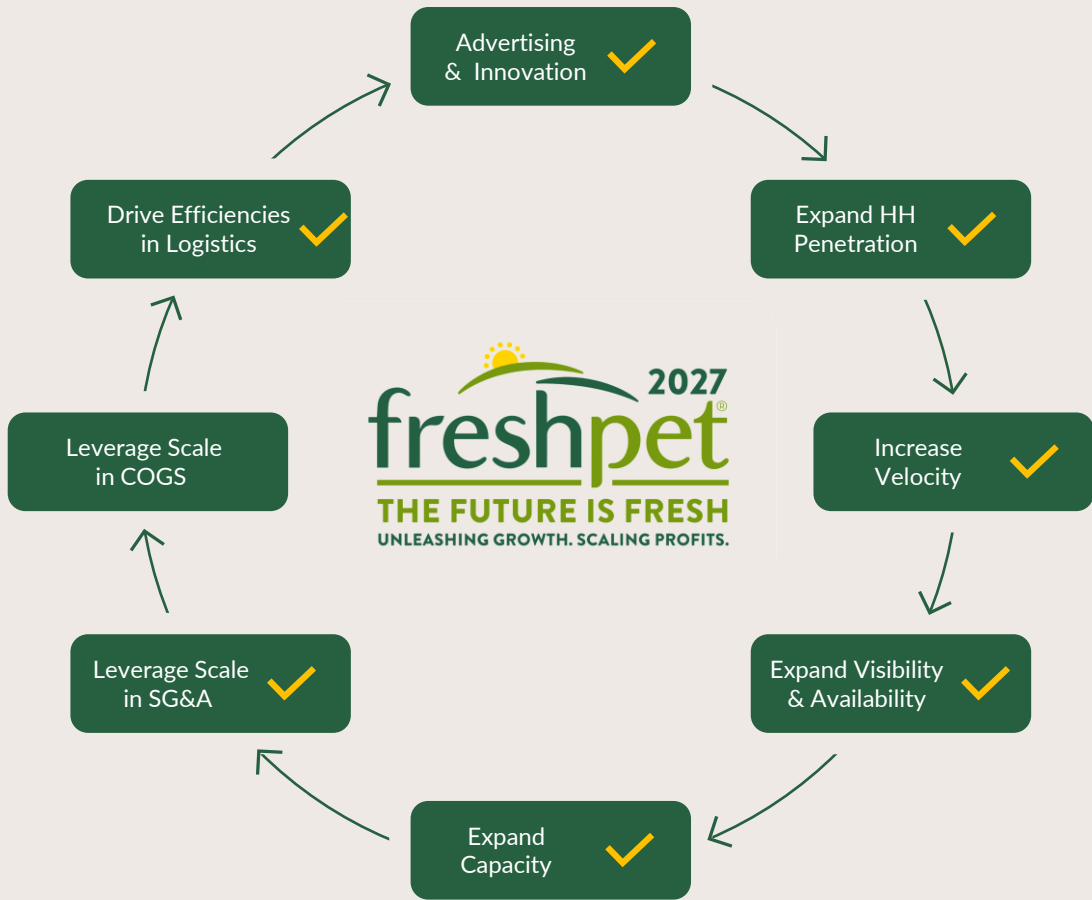 Advertising
& Innovation
Expand HH
Penetration
Increase
Velocity
Expand Visibility
& Availability
Expand
Capacity
Leverage Scale
in SG&A
Leverage Scale
in COGS
Drive Efficiencies
in Logistics
2027
freshpet®
THE FUTURE IS FRESH
UNLEASHING GROWTH. SCALING PROFITS.